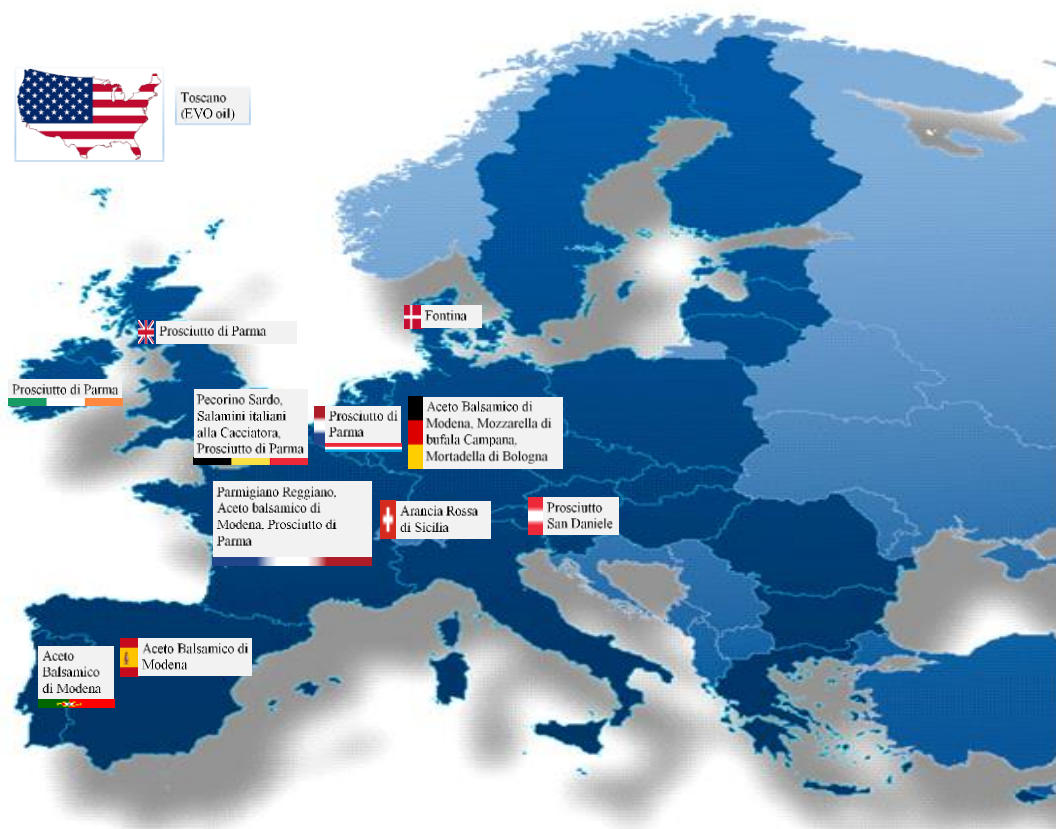 Toscano
(EVO oil)
Fontina
Prosciutto di Parma
Prosciutto di Parma
Pecorino Sardo,
Salamini italiani
alla Cacciatora,
Prosciutto di Parma
Prosciutto di
Parma
Aceto Balsamico di
Modena, Mozzarella di
bufala Campana,
Mortadella di Bologna
Parmigiano Reggiano,
Aceto balsamico di
Modena, Prosciutto di
Parma
Arancia Rossa
di Sicilia
Prosciutto
San Daniele
Aceto
Balsamico
di Modena
Aceto Balsamico di
Modena